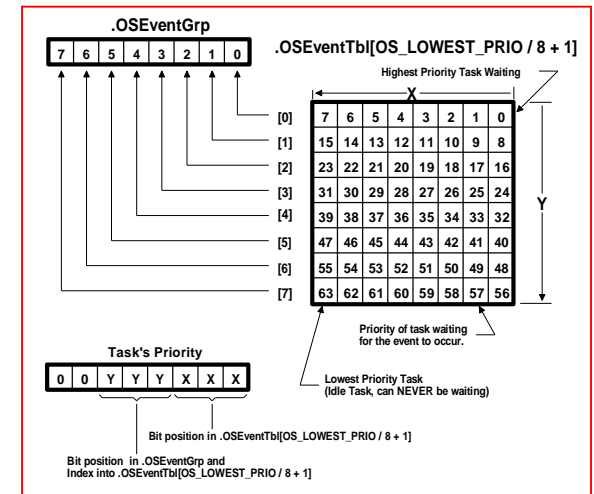 .OSEventGrp
7 6 5 4 3 2 1 0
.OSEventTbl[OS_LOWEST_PRIO / 8 + 1]
Highest Priority Task Waiting
X
[0] 7 6 5 4 3 2 1 0
[1] 15 14 13 12 11 10 9 8
[2] 23 22 21 20 19 18 17 16
[3] 31 30 29 28 27 26 25 24
[4] 39 38 37 36 35 34 33 32
[5] 47 46 45 44 43 42 41 40
[6] 55 54 53 52 51 50 49 48
[7] 63 62 61 60 59 58 57 56
Y
Priority of task waiting
for the event to occur.
Task's Priority
0 0 Y Y Y X X X
Lowest Priority Task
(Idle Task, can NEVER be waiting)
Bit position in .OSEventTbl[OS_LOWEST_PRIO / 8 + 1]
Bit position in .OSEventGrp and
Index into .OSEventTbl[OS_LOWEST_PRIO / 8 + 1]